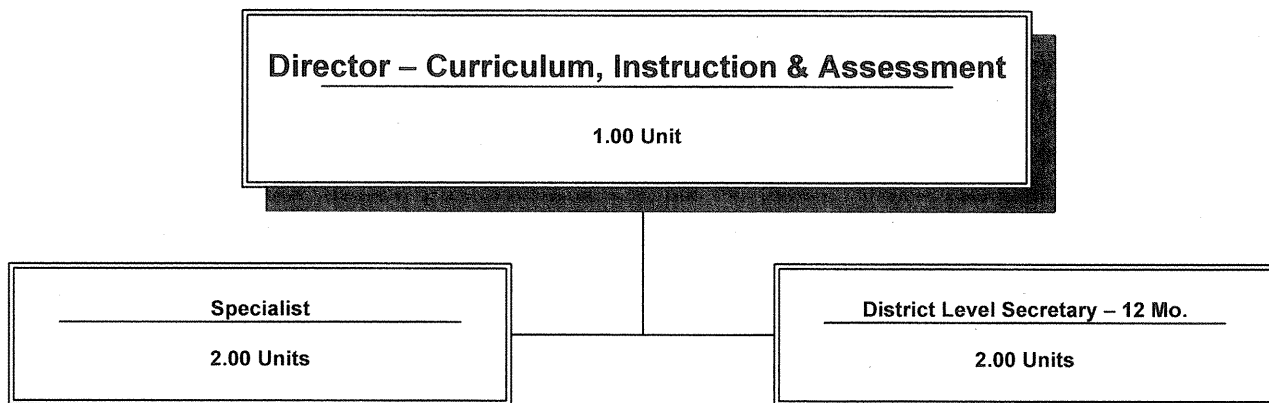 Director – Curriculum, Instruction & Assessment
1.00 Unit
Specialist
2.00 Units
District Level Secretary – 12 Mo.
2.00 Units